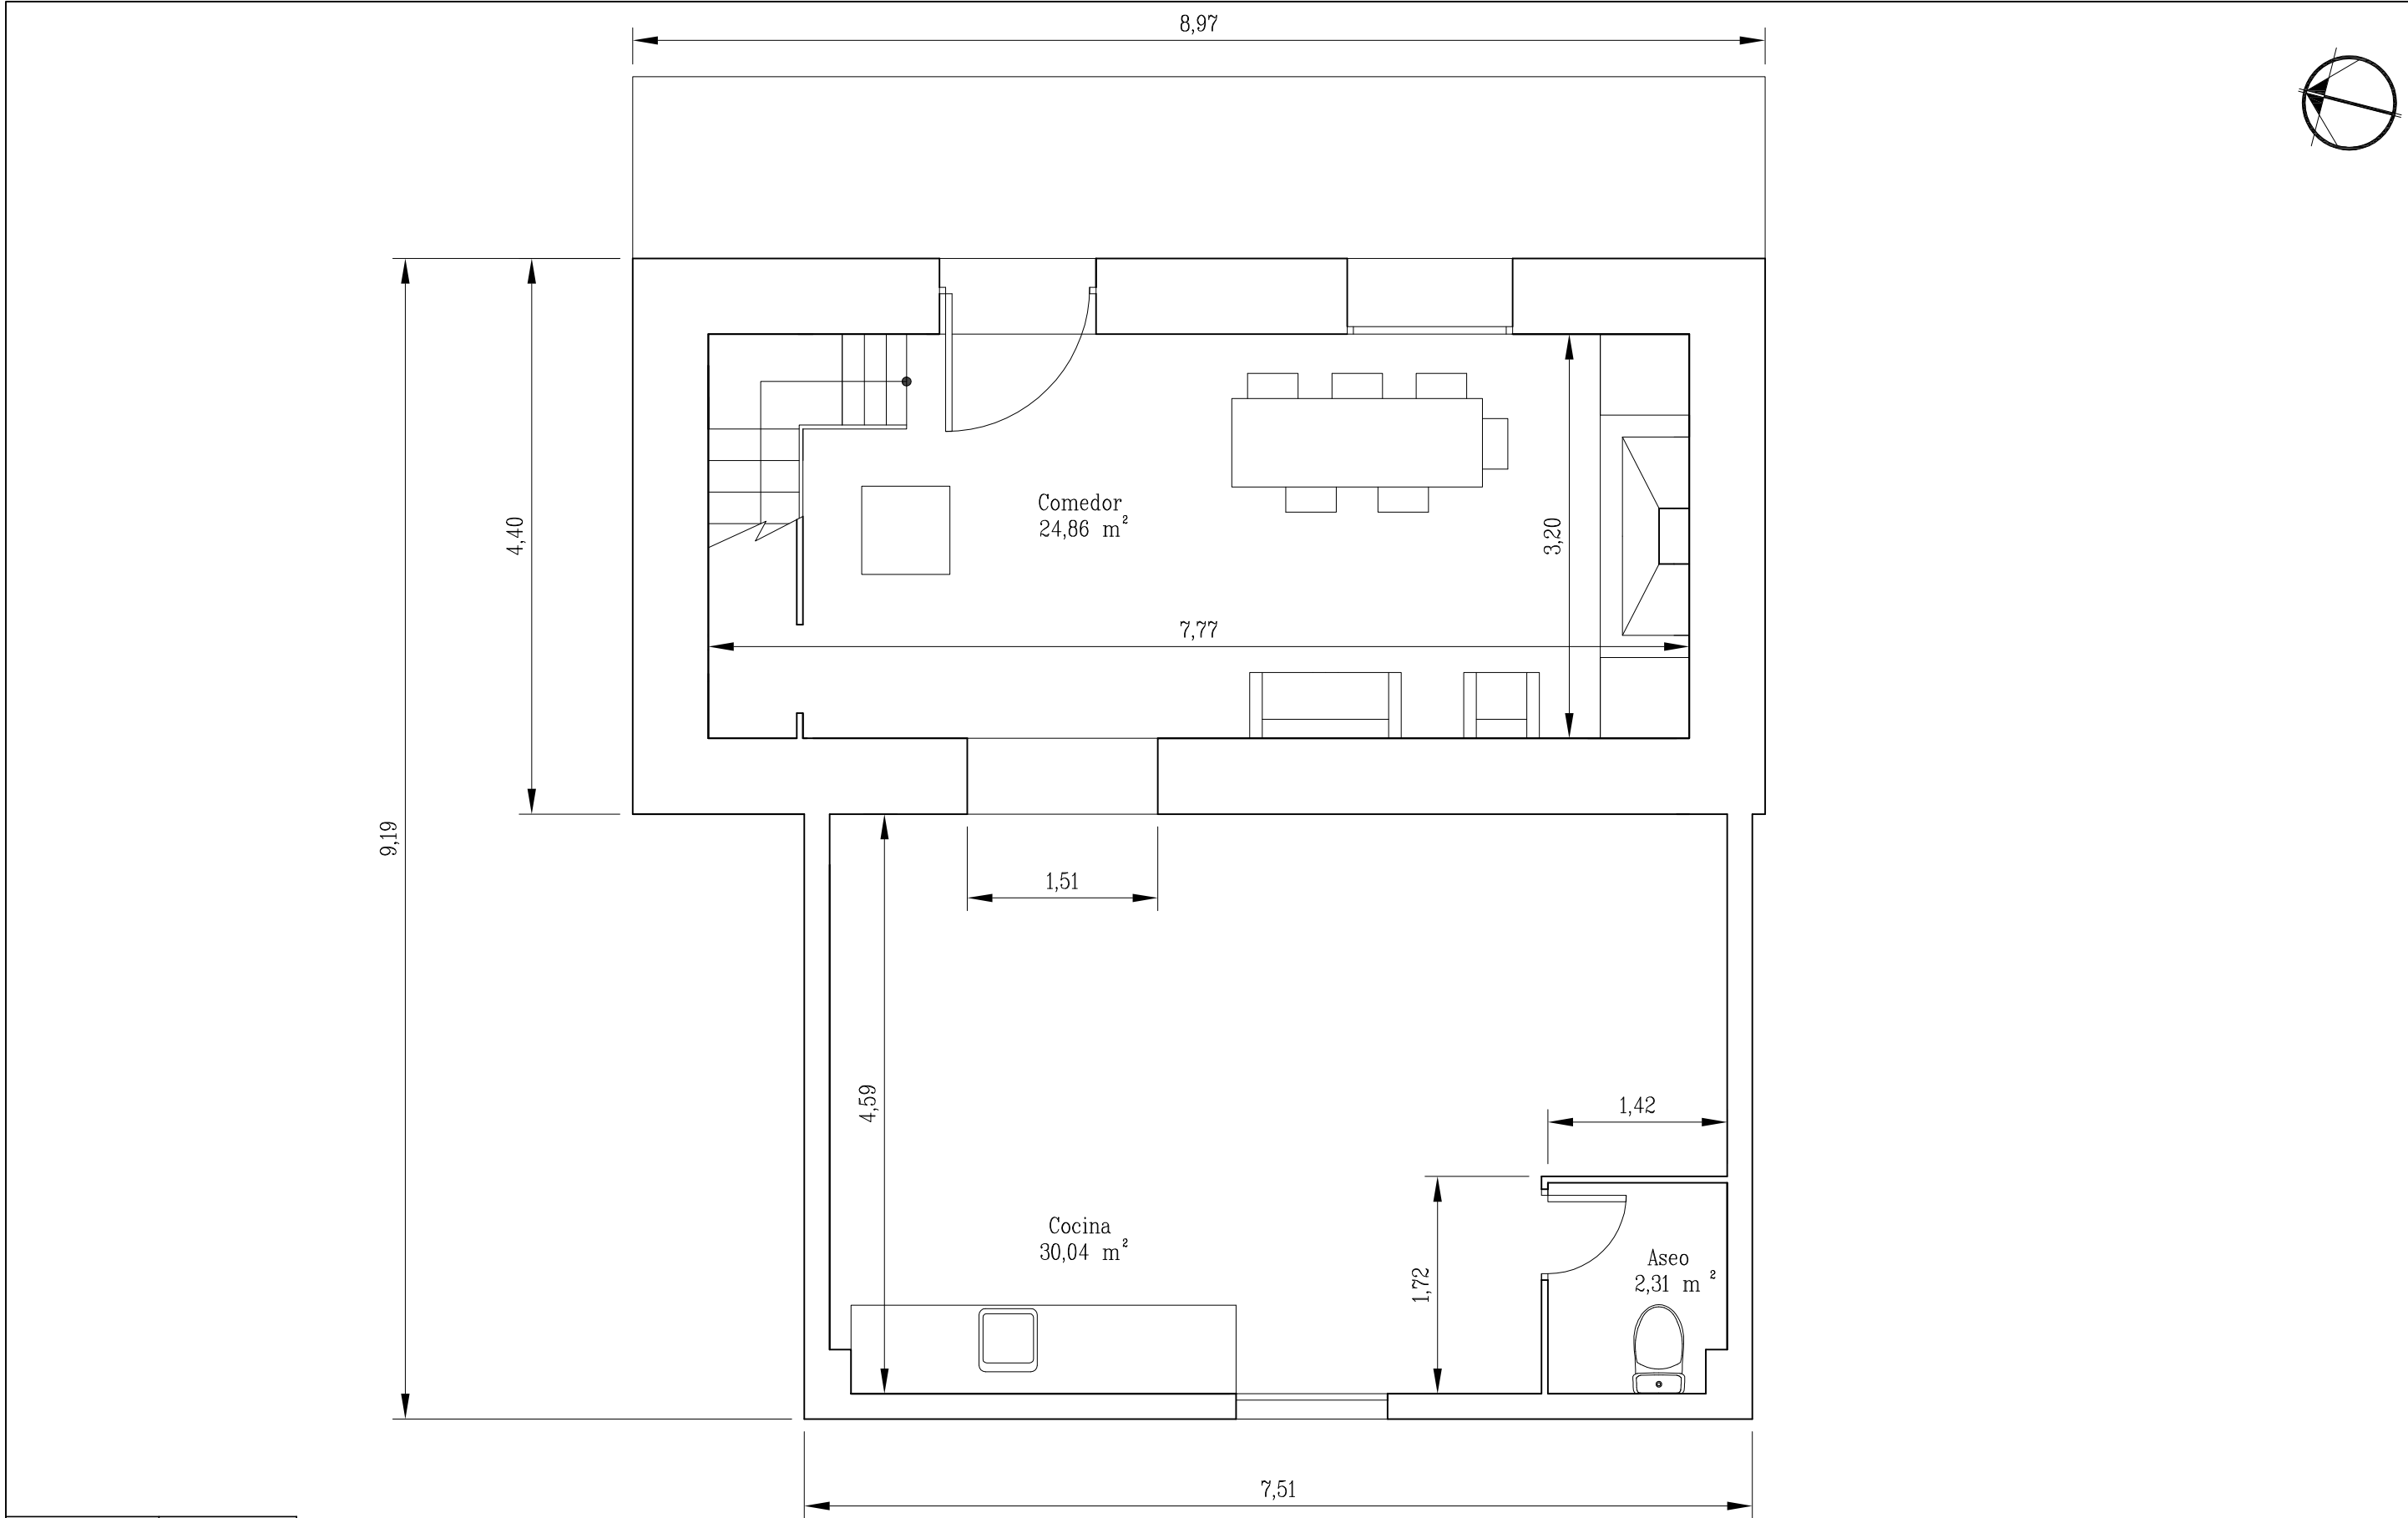 8,97
4,40
9,19
Comedor
24,86 m²
3,20
7,77
1,51
4,59
1,42
1,72
Cocina
30,04 m²
Aseo
2,31 m²
7,51